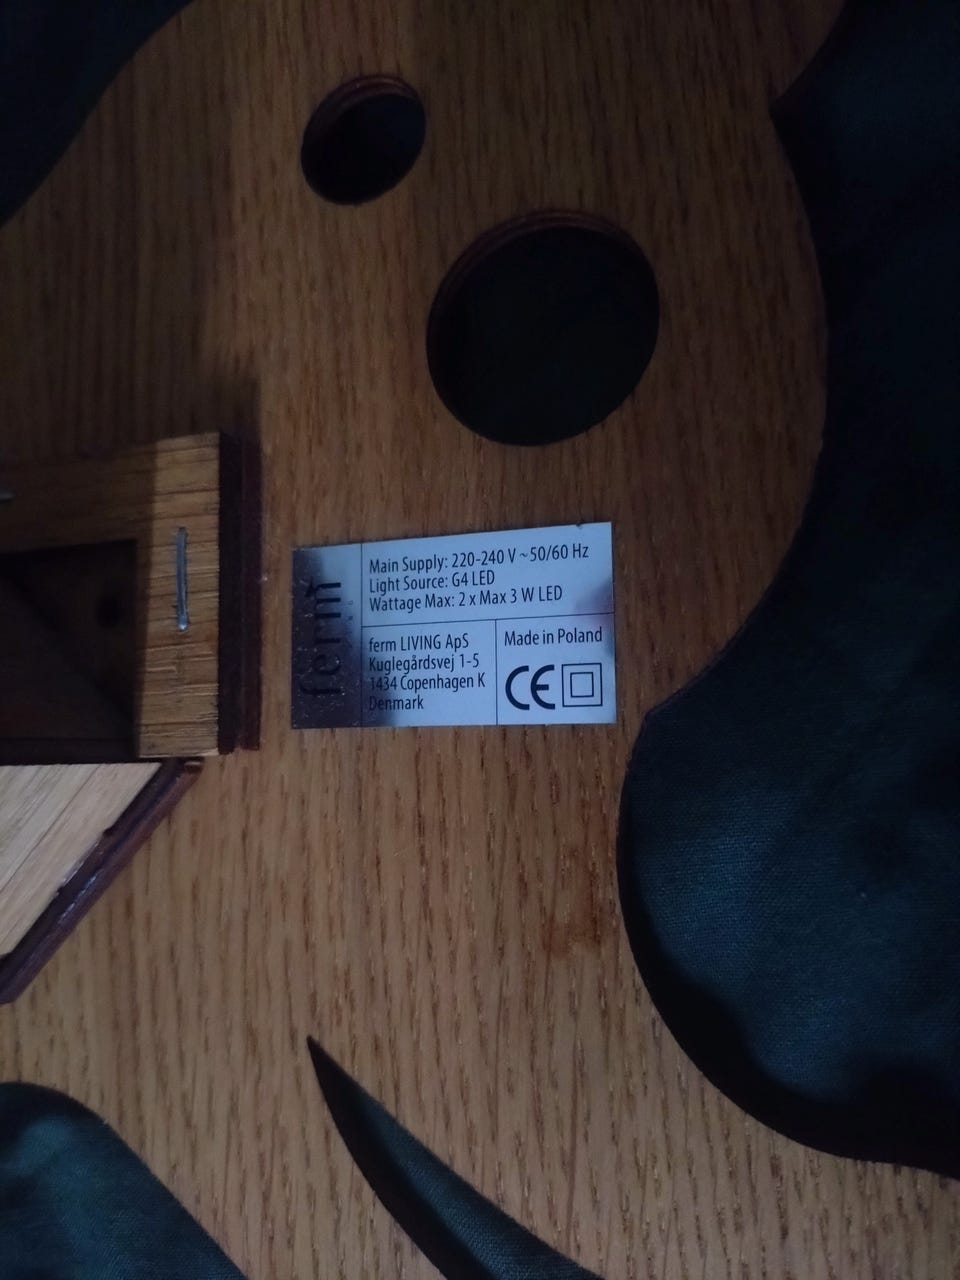 ferm
Main Supply: 220-240 V ~ 50/60 Hz
Light Source: G4 LED
Wattage Max: 2 x Max 3 W LED
ferm LIVING ApS
Kuglegårdsvej 1-5
1434 Copenhagen K
Denmark
Made in Poland
CE